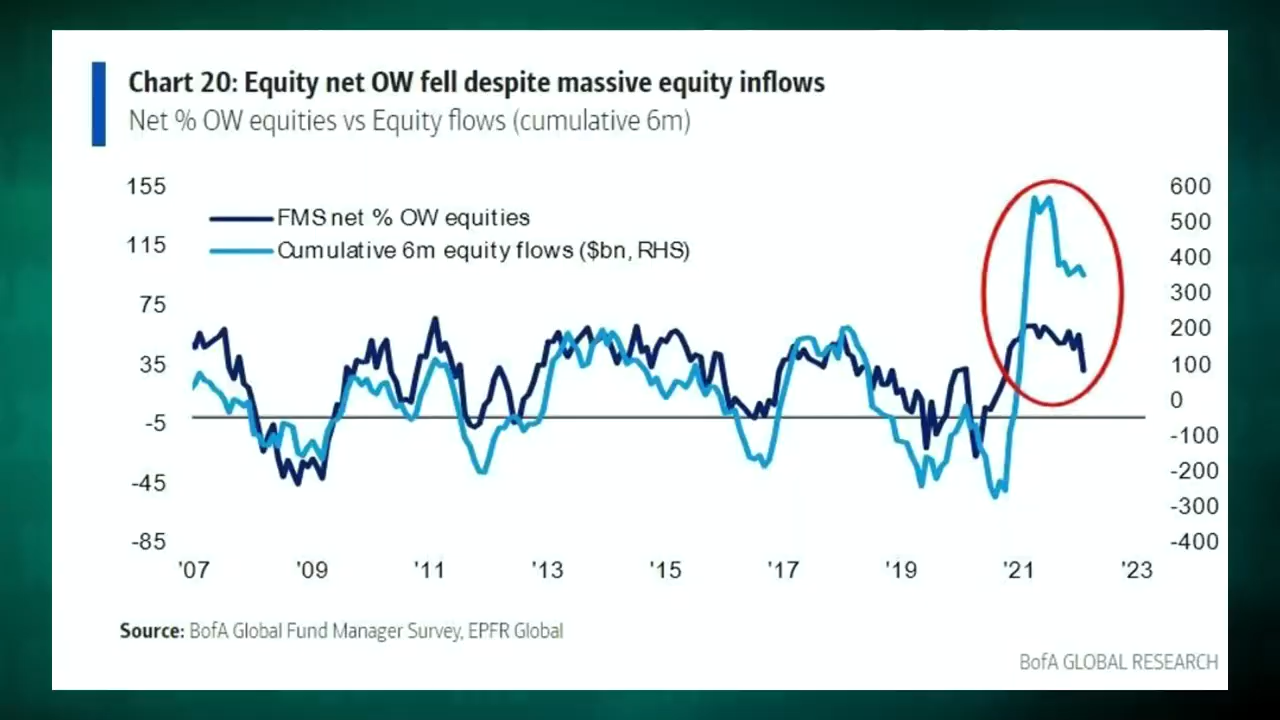 Chart 20: Equity net OW fell despite massive equity inflows
Net % OW equities vs Equity flows (cumulative 6m)
155
115
75
35
-5
-45
-85
FMS net % OW equities
Cumulative 6m equity flows ($bn, RHS)
600
500
400
300
200
100
0
-100
-200
-300
-400
'07 '09 '11 '13 '15 '17 '19 '21 '23
Source: BofA Global Fund Manager Survey, EPFR Global
BofA GLOBAL RESEARCH